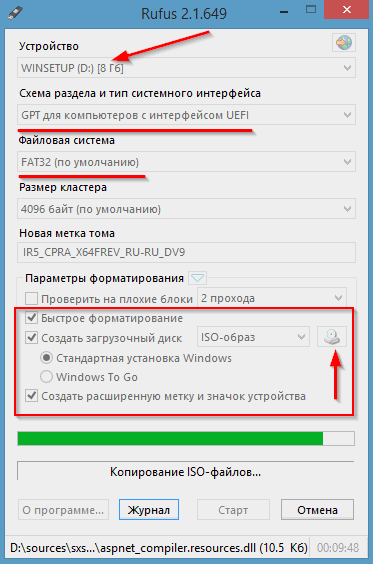 Rufus 2.1.649
Устройство
WINSETUP (D:) [8 Гб]
Схема раздела и тип системного интерфейса
GPT для компьютеров с интерфейсом UEFI
Файловая система
FAT32 (по умолчанию)
Размер кластера
4096 байт (по умолчанию)
Новая метка тома
IR5_CPRA_X64FREV_RU-RU_DV9
Параметры форматирования
Проверить на плохие блоки 2 прохода
Быстрое форматирование
Создать загрузочный диск ISO-образ
Стандартная установка Windows
Windows To Go
Создать расширенную метку и значок устройства
Копирование ISO-файлов...
О программе... Журнал Старт Отмена
D:\sources\sxs...\aspnet_compiler.resources.dll (10.5 Кб) 00:09:48